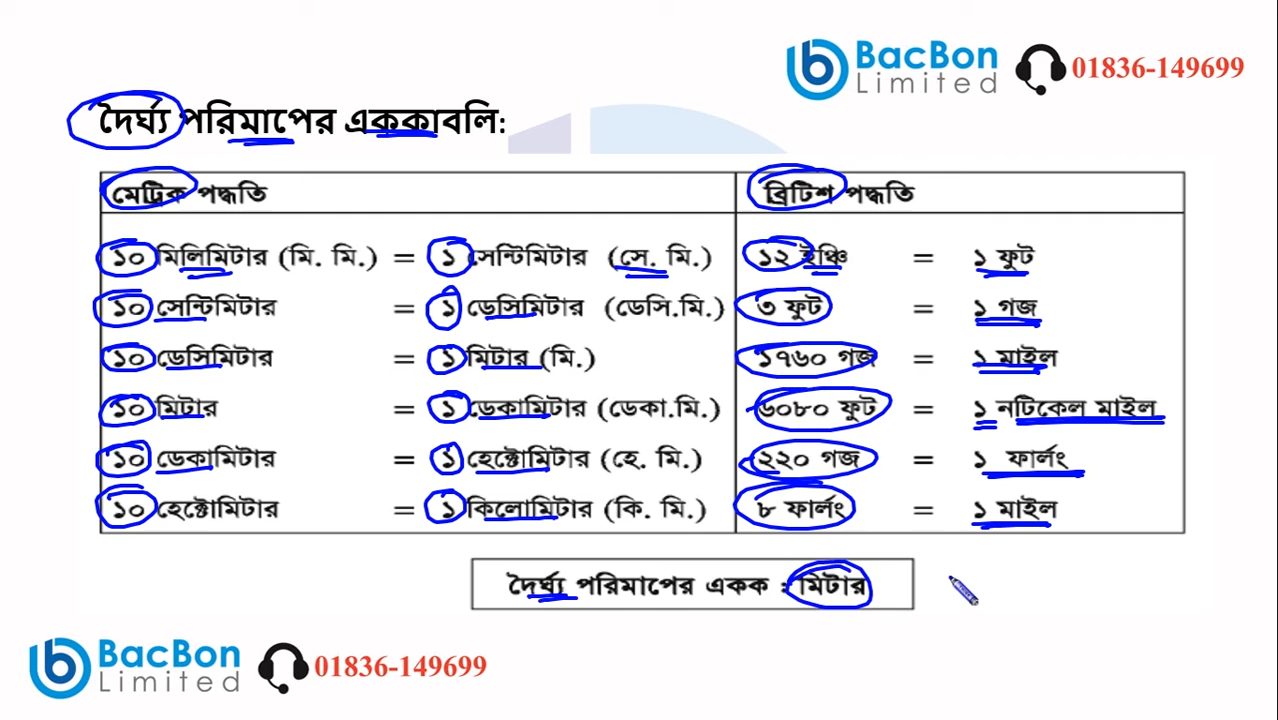 BacBon
Limited
01836-149699
দৈর্ঘ্য পরিমাপের এককাবলি:
মেট্রিক পদ্ধতি
ব্রিটিশ পদ্ধতি
১০ মিলিমিটার (মি. মি.) = ১ সেন্টিমিটার (সে. মি.)
১২ ইঞ্চি = ১ ফুট
১০ সেন্টিমিটার = ১ ডেসিমিটার (ডেসি.মি.)
৩ ফুট = ১ গজ
১০ ডেসিমিটার = ১ মিটার (মি.)
১৭৬০ গজ = ১ মাইল
১০ মিটার = ১ ডেকামিটার (ডেকা.মি.)
৬০৮০ ফুট = ১ নটিকেল মাইল
১০ ডেকামিটার = ১ হেক্টোমিটার (হে. মি.)
২২০ গজ = ১ ফার্লং
১০ হেক্টোমিটার = ১ কিলোমিটার (কি. মি.)
৮ ফার্লং = ১ মাইল
দৈর্ঘ্য পরিমাপের একক : মিটার
BacBon
Limited
01836-149699